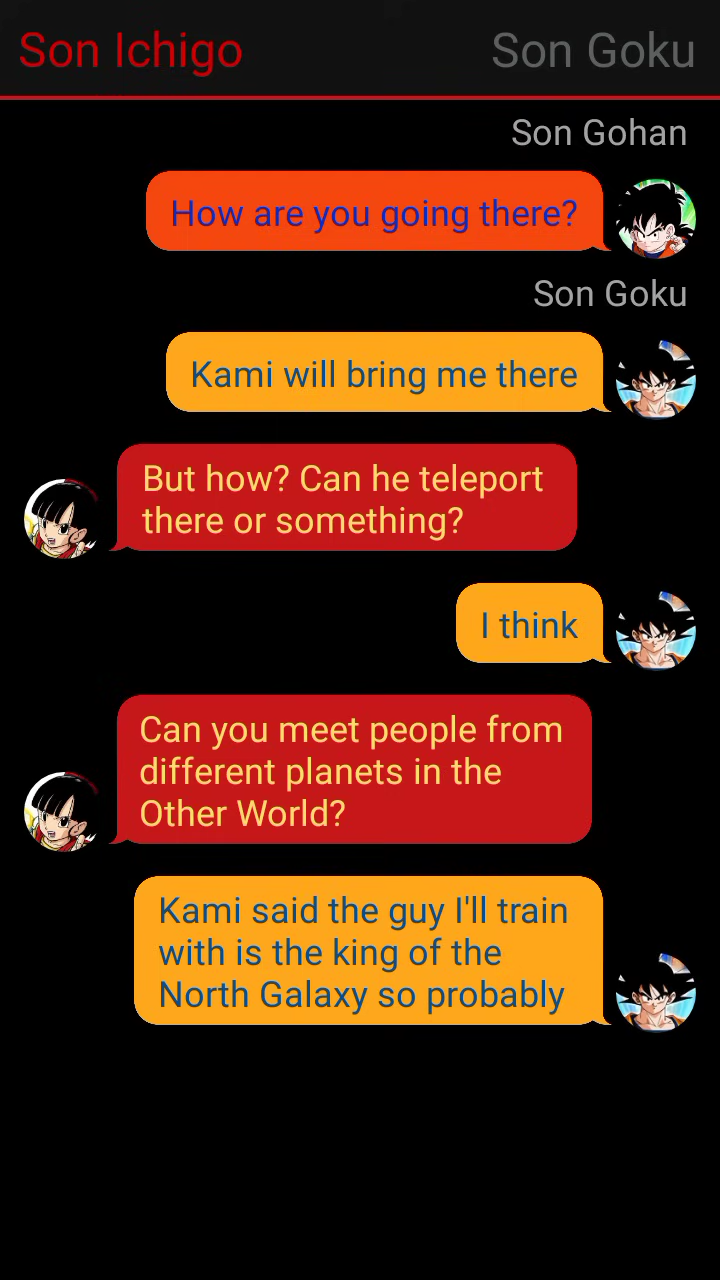 Son Ichigo
Son Goku
Son Gohan
How are you going there?
Son Goku
Kami will bring me there
But how? Can he teleport
there or something?
I think
Can you meet people from
different planets in the
Other World?
Kami said the guy I'll train
with is the king of the
North Galaxy so probably